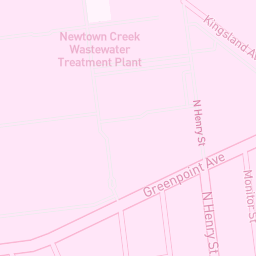 Kingsland Av
Newtown Creek
Wastewater
Treatment Plant
N Henry St
Greenpoint Ave
N Henry St
Monitor St